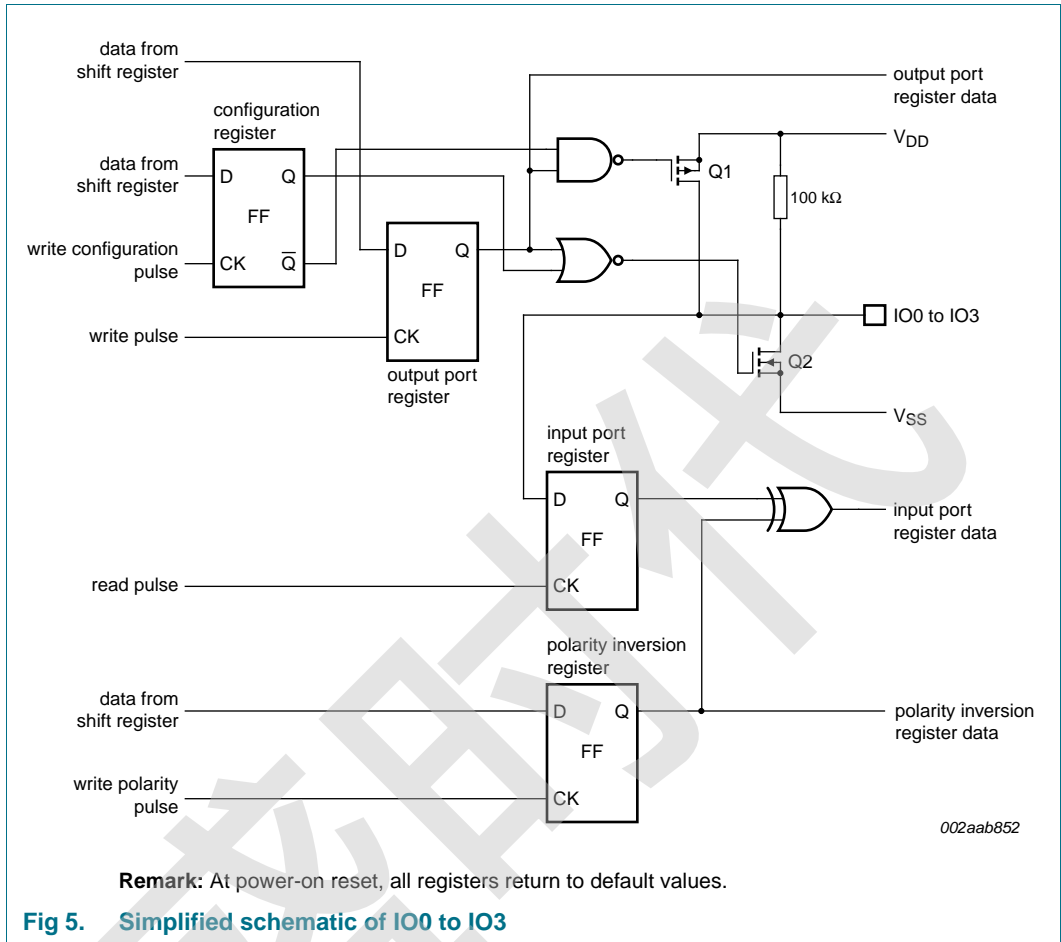 data from
shift register
output port
register data
configuration
register
V_DD
data from
shift register
D
Q
Q1
100 kΩ
FF
D
Q
write configuration
pulse
CK
Q̅
FF
IO0 to IO3
write pulse
CK
Q2
output port
register
V_SS
input port
register
D
Q
input port
register data
FF
read pulse
CK
polarity inversion
register
data from
shift register
D
Q
polarity inversion
register data
FF
write polarity
pulse
CK
002aab852
Remark: At power-on reset, all registers return to default values.
Fig 5. Simplified schematic of IO0 to IO3
盛时代